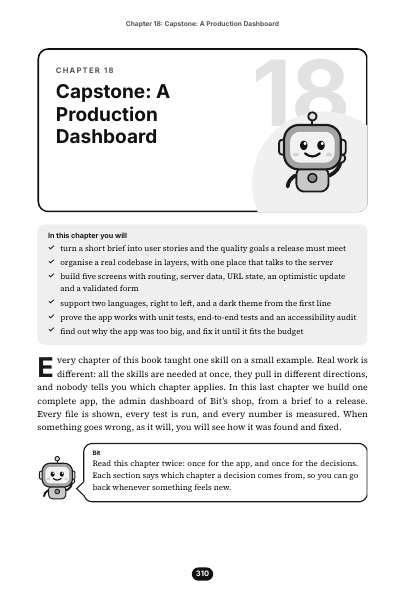 Chapter 18: Capstone: A Production Dashboard
18
CHAPTER 18
Capstone: A
Production
Dashboard
In this chapter you will
✓ turn a short brief into user stories and the quality goals a release must meet
✓ organise a real codebase in layers, with one place that talks to the server
✓ build five screens with routing, server data, URL state, an optimistic update
and a validated form
✓ support two languages, right to left, and a dark theme from the first line
✓ prove the app works with unit tests, end-to-end tests and an accessibility audit
✓ find out why the app was too big, and fix it until it fits the budget
Every chapter of this book taught one skill on a small example. Real work is
different: all the skills are needed at once, they pull in different directions,
and nobody tells you which chapter applies. In this last chapter we build one
complete app, the admin dashboard of Bit's shop, from a brief to a release.
Every file is shown, every test is run, and every number is measured. When
something goes wrong, as it will, you will see how it was found and fixed.
Bit
Read this chapter twice: once for the app, and once for the decisions.
Each section says which chapter a decision comes from, so you can go
back whenever something feels new.
310